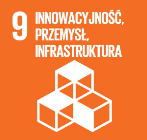 9 INNOWACYJNOŚĆ,
PRZEMYSŁ,
INFRASTRUKTURA